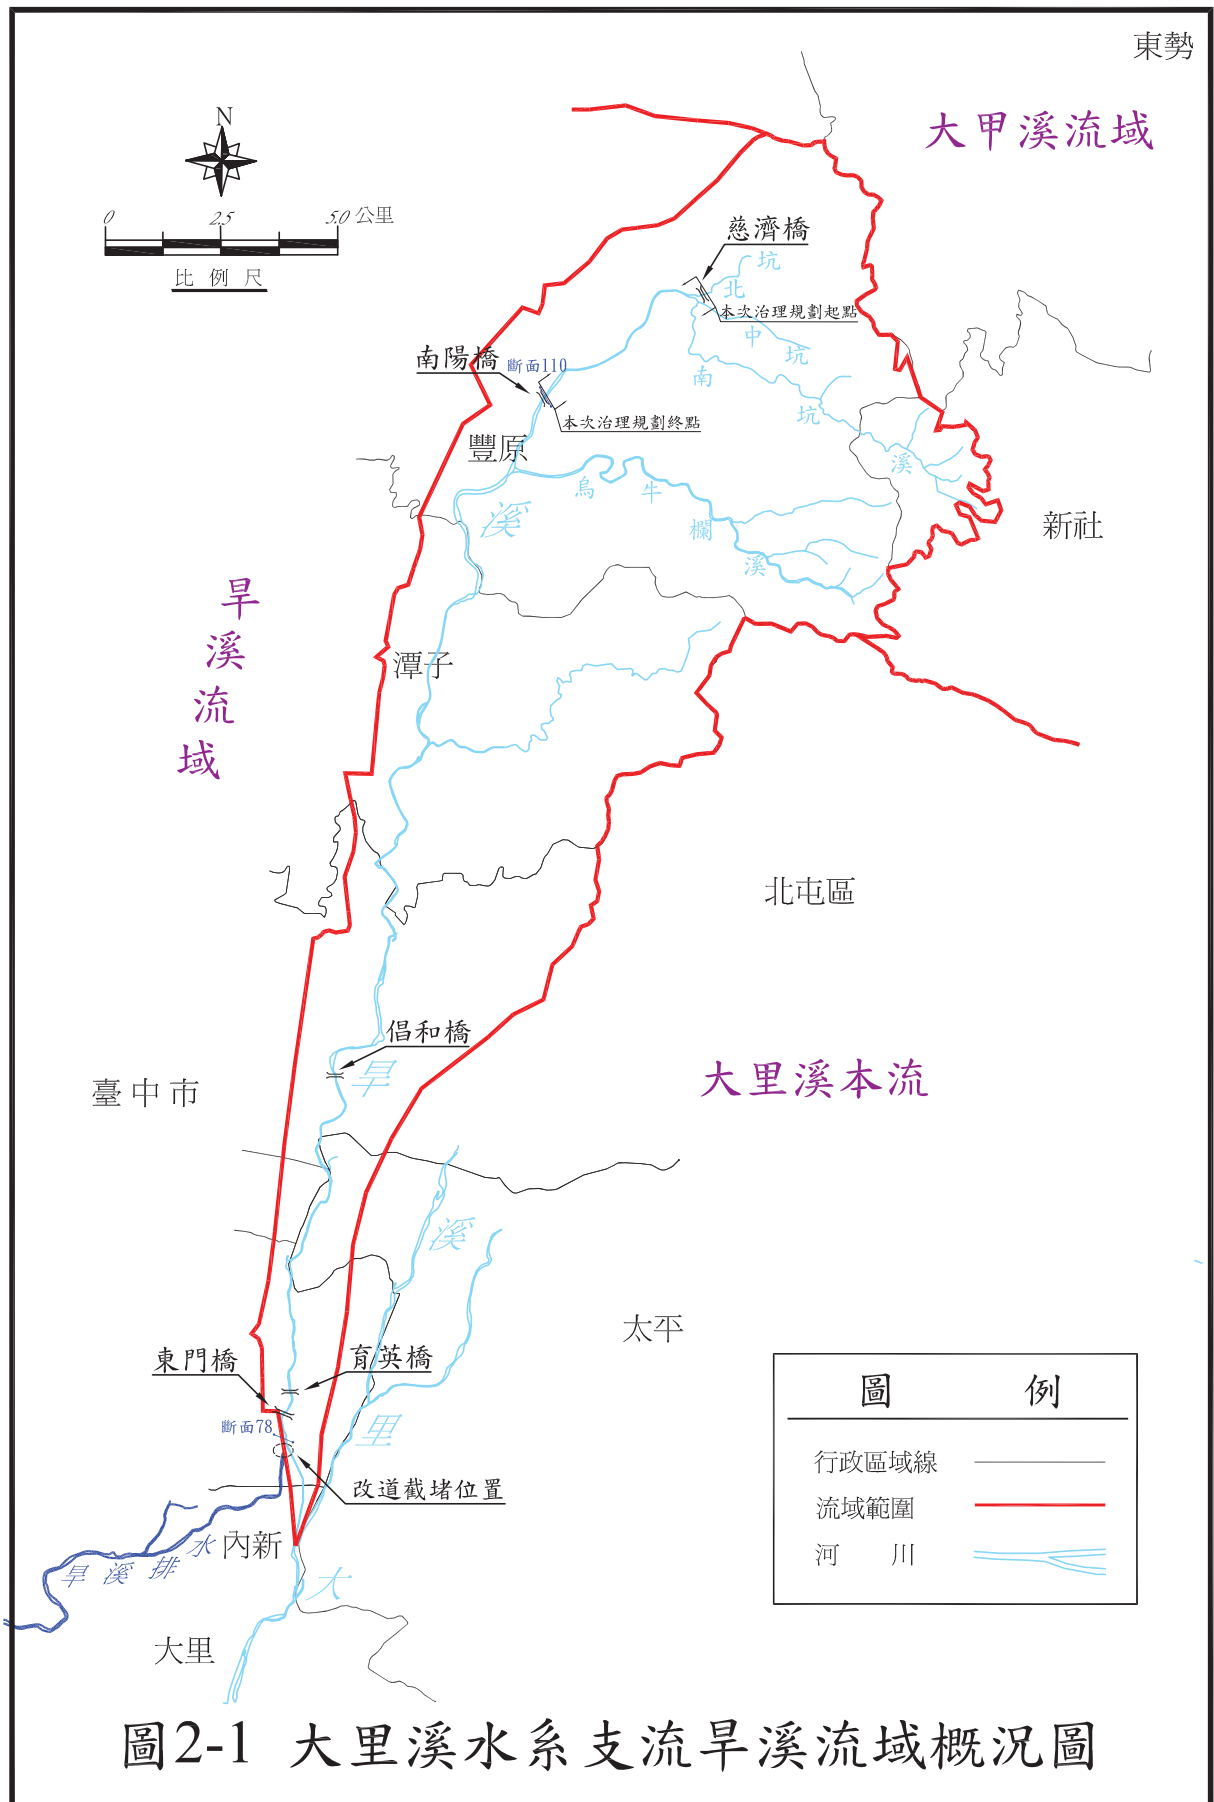 東勢
大甲溪流域
N
0 2.5 5.0 公里
比例尺
慈濟橋
坑
北
本次治理規劃起點
中
坑
南陽橋 斷面110
南
坑
本次治理規劃終點
豐原
溪
烏
牛
欄
溪
溪
新社
旱
溪
流
域
潭子
北屯區
倡和橋
旱
臺中市
大里溪本流
溪
太平
東門橋
育英橋
斷面78
里
改道截堵位置
內新
旱溪排水
大
大里
圖例
行政區域線
流域範圍
河川
圖2-1 大里溪水系支流旱溪流域概況圖